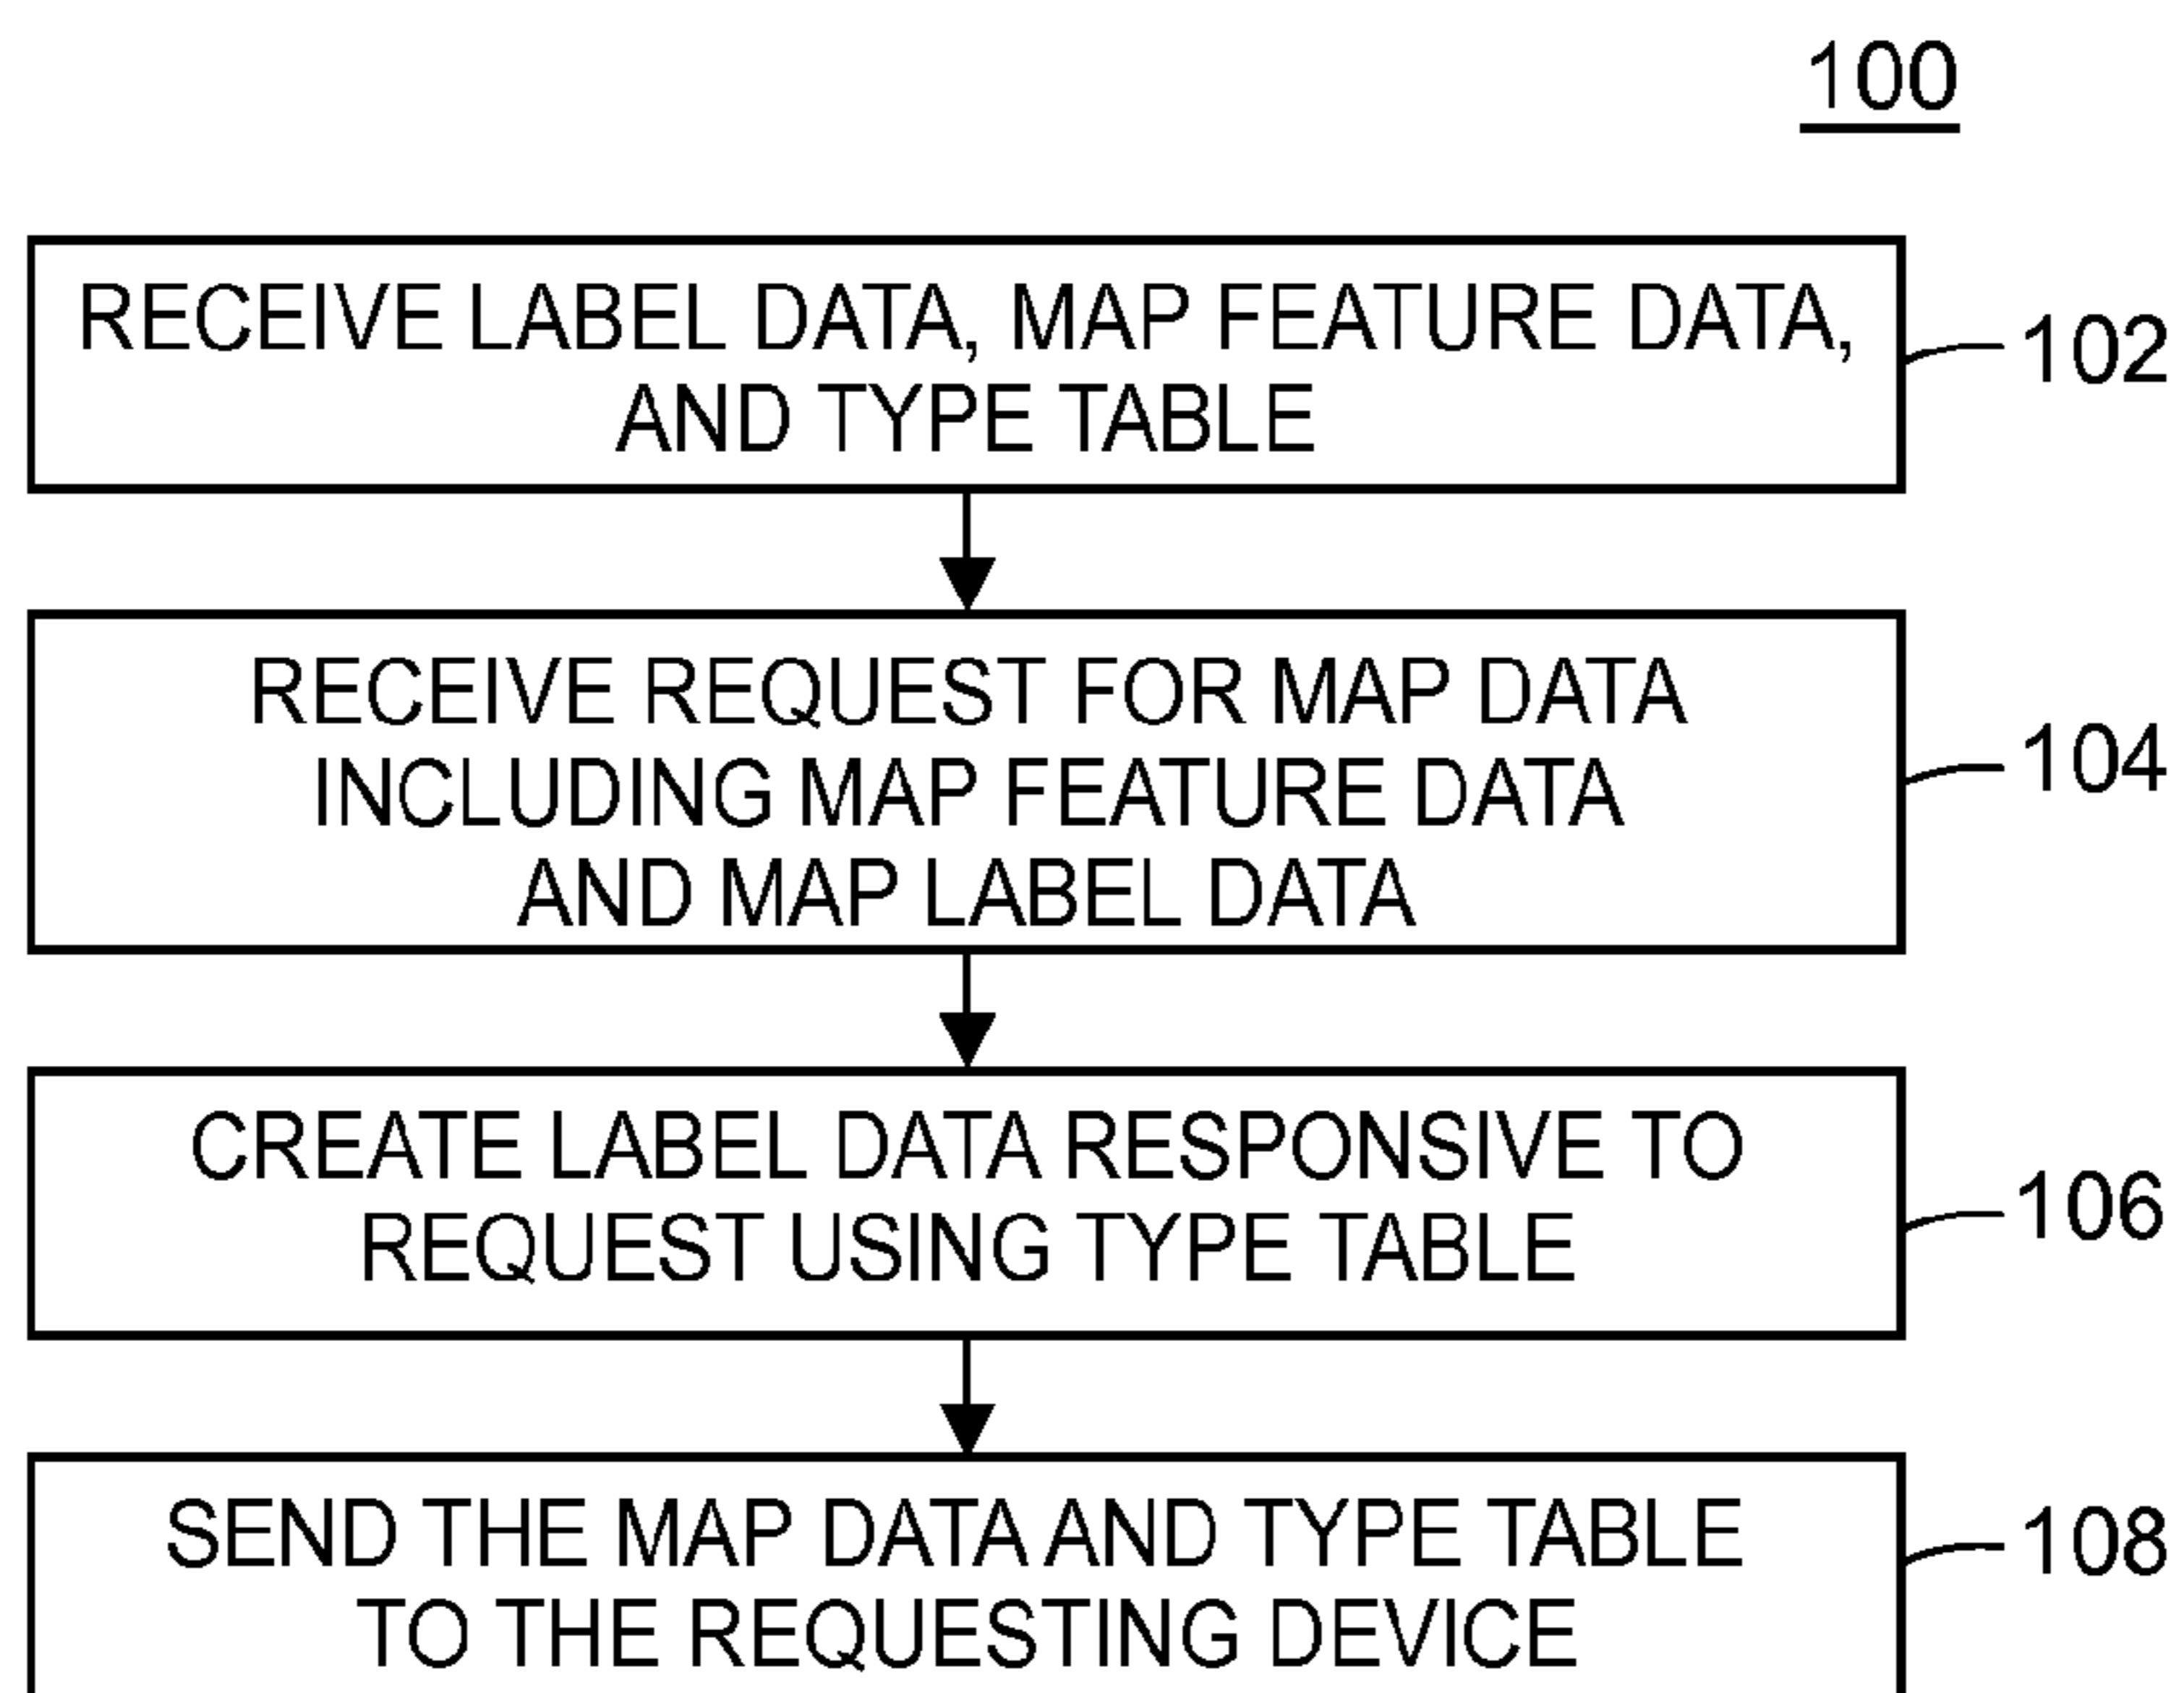 100
RECEIVE LABEL DATA, MAP FEATURE DATA,
AND TYPE TABLE
102
RECEIVE REQUEST FOR MAP DATA
INCLUDING MAP FEATURE DATA
AND MAP LABEL DATA
104
CREATE LABEL DATA RESPONSIVE TO
REQUEST USING TYPE TABLE
106
SEND THE MAP DATA AND TYPE TABLE
TO THE REQUESTING DEVICE
108